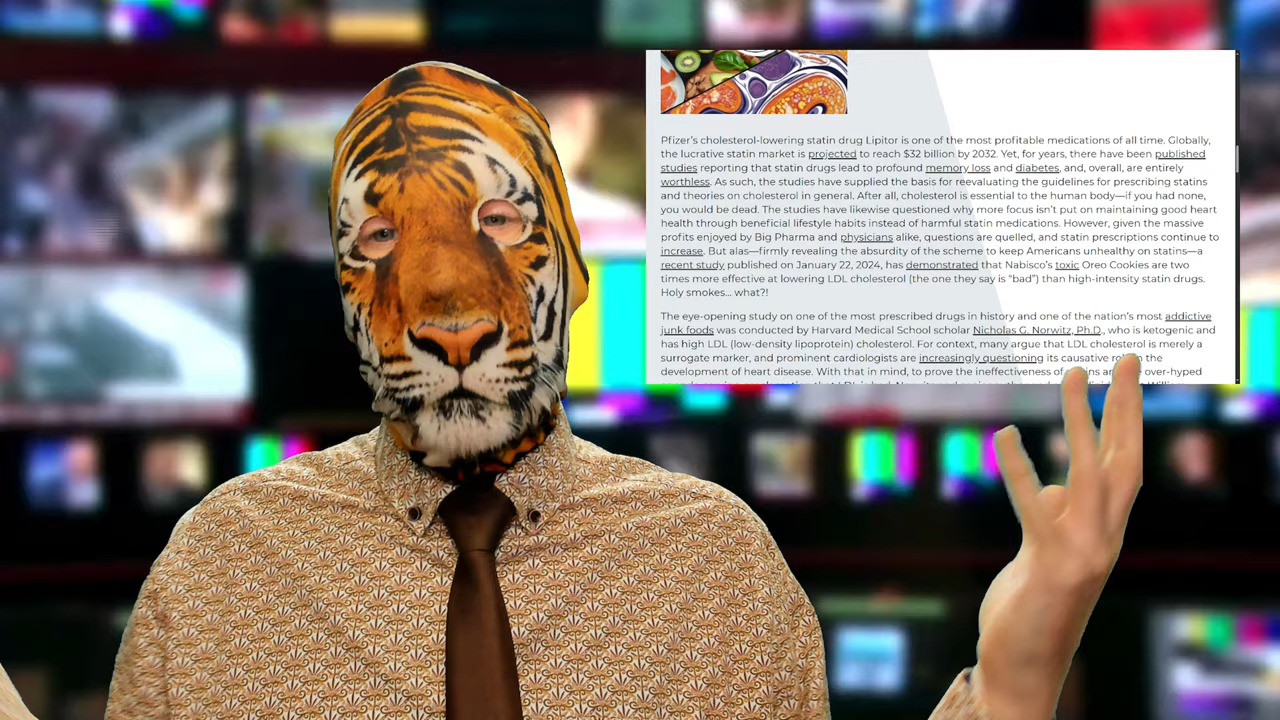 Pfizer's cholesterol-lowering statin drug Lipitor is one of the most profitable medications of all time. Globally,
the lucrative statin market is projected to reach $32 billion by 2032. Yet, for years, there have been published
studies reporting that statin drugs lead to profound memory loss and diabetes, and, overall, are entirely
worthless. As such, the studies have supplied the basis for reevaluating the guidelines for prescribing statins
and theories on cholesterol in general. After all, cholesterol is essential to the human body—if you had none,
you would be dead. The studies have likewise questioned why more focus isn't put on maintaining good heart
health through beneficial lifestyle habits instead of harmful statin medications. However, given the massive
profits enjoyed by Big Pharma and physicians alike, questions are quelled, and statin prescriptions continue to
increase. But alas—firmly revealing the absurdity of the scheme to keep Americans unhealthy on statins—a
recent study published on January 22, 2024, has demonstrated that Nabisco's toxic Oreo Cookies are two
times more effective at lowering LDL cholesterol (the one they say is "bad") than high-intensity statin drugs.
Holy smokes... what?!
The eye-opening study on one of the most prescribed drugs in history and one of the nation's most addictive
junk foods was conducted by Harvard Medical School scholar Nicholas G. Norwitz, Ph.D., who is ketogenic and
has high LDL (low-density lipoprotein) cholesterol. For context, many argue that LDL cholesterol is merely a
surrogate marker, and prominent cardiologists are increasingly questioning its causative the
development of heart disease. With that in mind, to prove the ineffectiveness of over-hyped